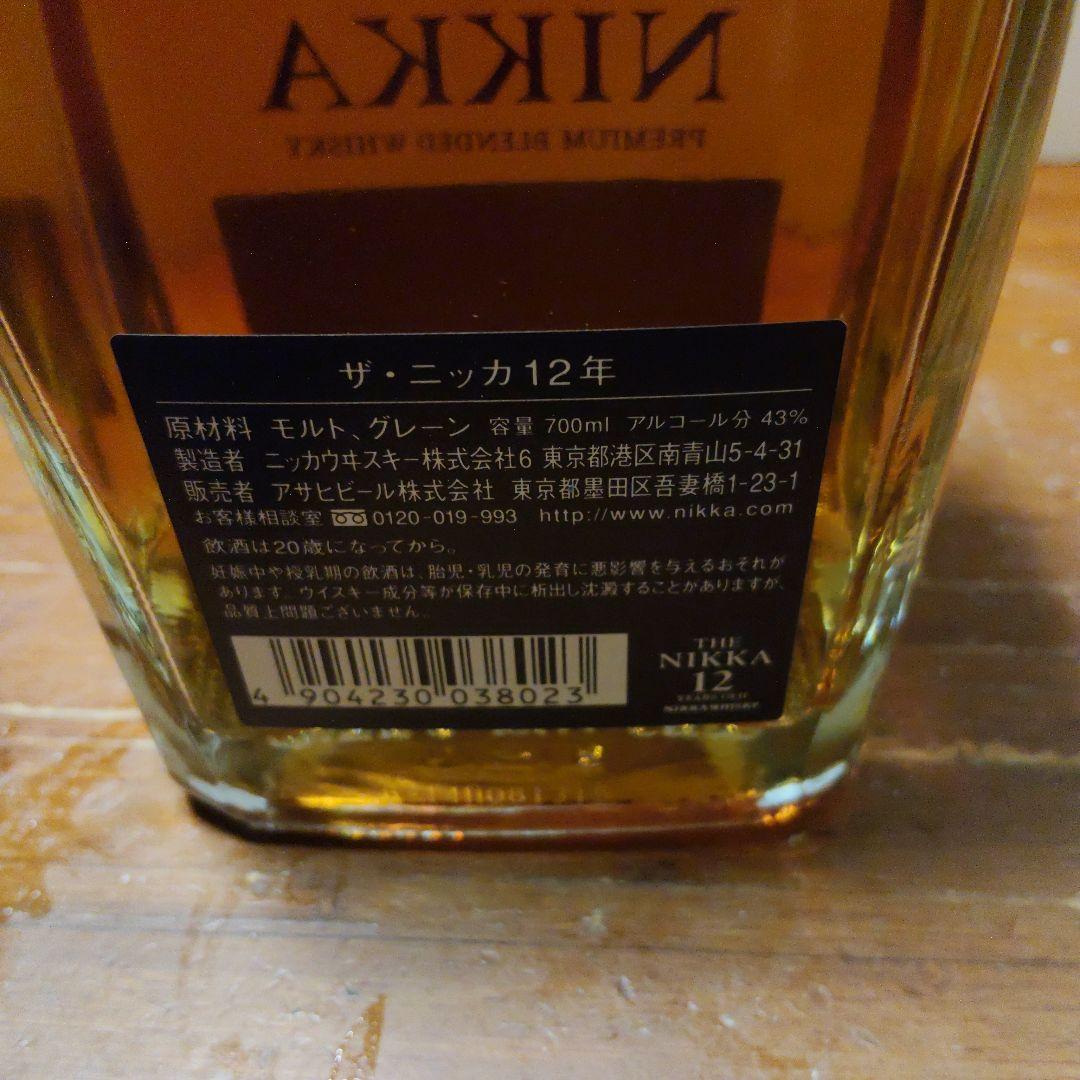 NIKKA
PREMIUM BLENDED WHISKY
ザ・ニッカ12年
原材料 モルト、グレーン 容量 700ml アルコール分 43%
製造者 ニッカウヰスキー株式会社6 東京都港区南青山5-4-31
販売者 アサヒビール株式会社 東京都墨田区吾妻橋1-23-1
お客様相談室 0120-019-993 http://www.nikka.com
飲酒は20歳になってから。
妊娠中や授乳期の飲酒は、胎児・乳児の発育に悪影響を与えるおそれが
あります。ウイスキー成分等が保存中に析出し沈澱することがありますが、
品質上問題ございません。
4 904230 038023
THE
NIKKA
12
YEARS OLD
NIKKA WHISKY